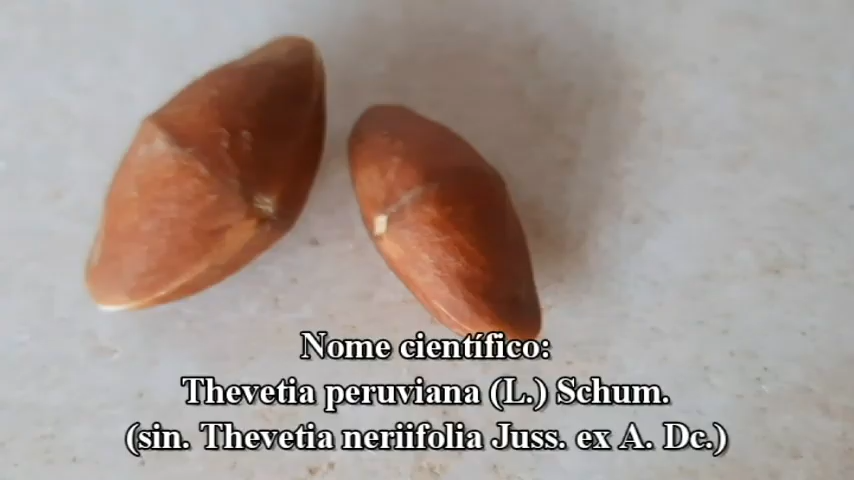 Nome científico:
Thevetia peruviana (L.) Schum.
(sin. Thevetia neriifolia Juss. ex A. Dc.)